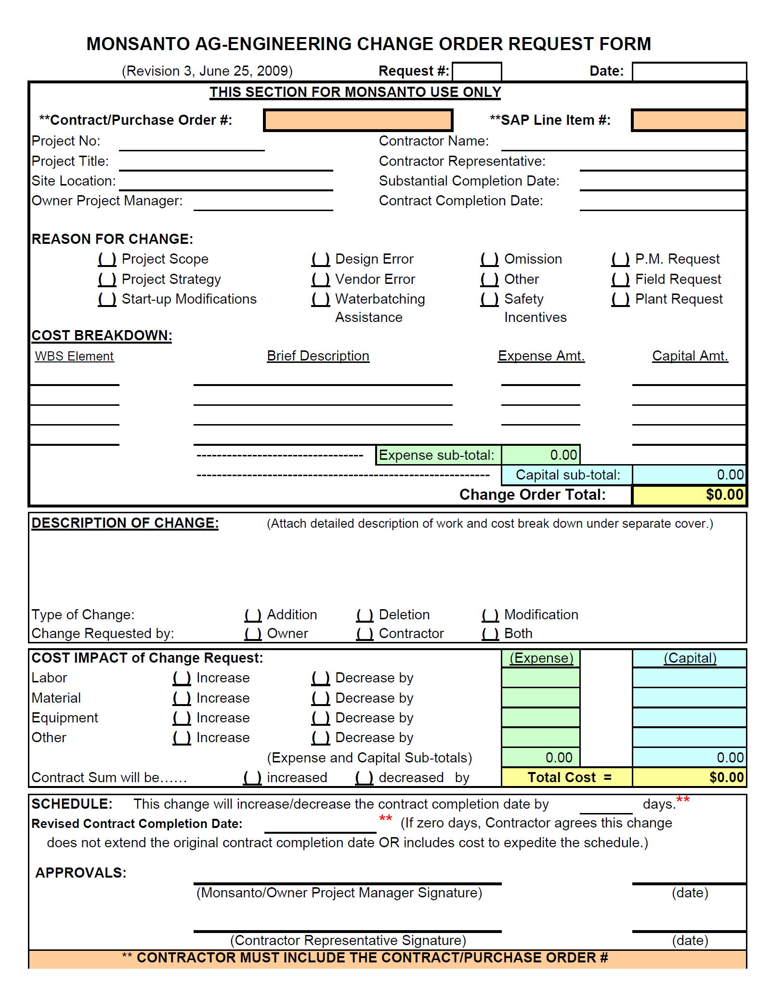 MONSANTO AG-ENGINEERING CHANGE ORDER REQUEST FORM
(Revision 3, June 25, 2009) Request #: Date:
THIS SECTION FOR MONSANTO USE ONLY
**Contract/Purchase Order #: **SAP Line Item #:
Project No: Contractor Name:
Project Title: Contractor Representative:
Site Location: Substantial Completion Date:
Owner Project Manager: Contract Completion Date:
REASON FOR CHANGE:
( ) Project Scope ( ) Design Error ( ) Omission ( ) P.M. Request
( ) Project Strategy ( ) Vendor Error ( ) Other ( ) Field Request
( ) Start-up Modifications ( ) Waterbatching ( ) Safety ( ) Plant Request
Assistance Incentives
COST BREAKDOWN:
WBS Element Brief Description Expense Amt. Capital Amt.
--------------------------------- Expense sub-total: 0.00
---------------------------------------------------------- Capital sub-total: 0.00
Change Order Total: $0.00
DESCRIPTION OF CHANGE: (Attach detailed description of work and cost break down under separate cover.)
Type of Change: ( ) Addition ( ) Deletion ( ) Modification
Change Requested by: ( ) Owner ( ) Contractor ( ) Both
COST IMPACT of Change Request: (Expense) (Capital)
Labor ( ) Increase ( ) Decrease by
Material ( ) Increase ( ) Decrease by
Equipment ( ) Increase ( ) Decrease by
Other ( ) Increase ( ) Decrease by
(Expense and Capital Sub-totals) 0.00 0.00
Contract Sum will be...... ( ) increased ( ) decreased by Total Cost = $0.00
SCHEDULE: This change will increase/decrease the contract completion date by days.**
Revised Contract Completion Date: ** (If zero days, Contractor agrees this change
does not extend the original contract completion date OR includes cost to expedite the schedule.)
APPROVALS:
(Monsanto/Owner Project Manager Signature) (date)
(Contractor Representative Signature) (date)
** CONTRACTOR MUST INCLUDE THE CONTRACT/PURCHASE ORDER #